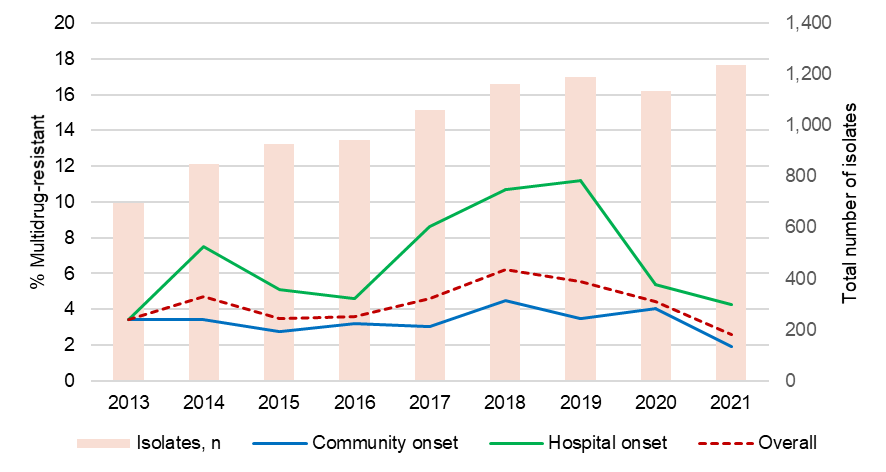 20 1,400
18 1,200
16 1,000
14 800
12 600
10 400
8 200
6 0
4
2
0
% Multidrug-resistant
Total number of isolates
2013 2014 2015 2016 2017 2018 2019 2020 2021
Isolates, n Community onset Hospital onset Overall